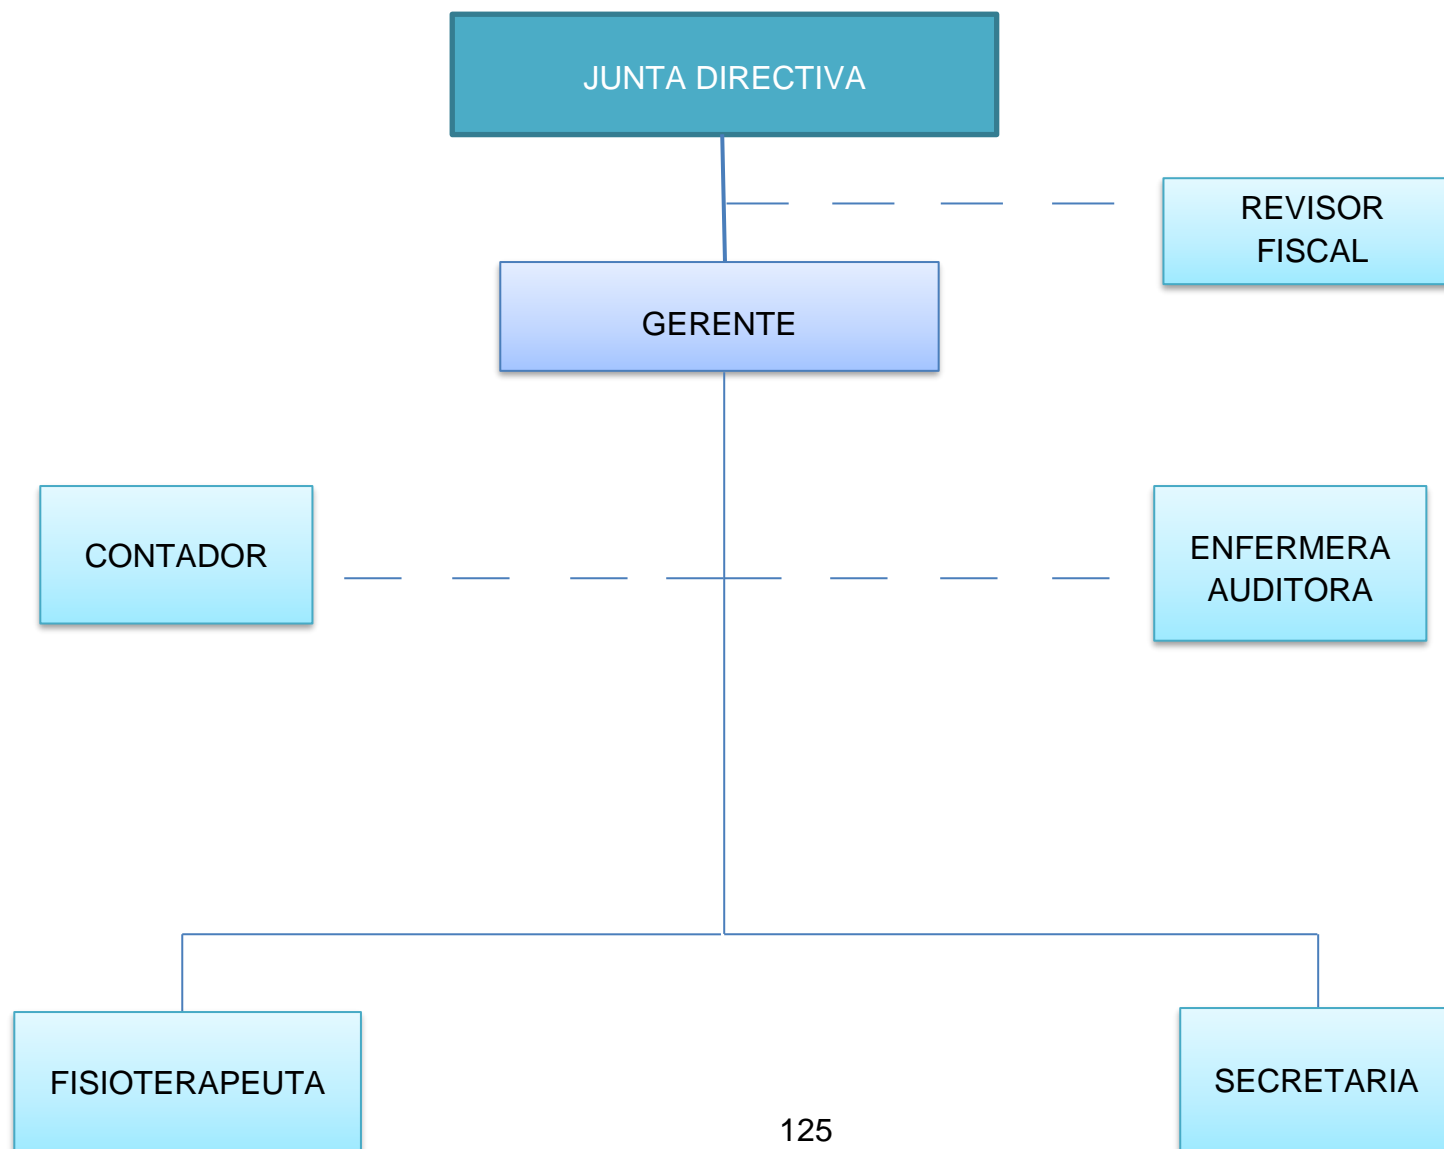 JUNTA DIRECTIVA
REVISOR
FISCAL
GERENTE
CONTADOR
ENFERMERA
AUDITORA
FISIOTERAPEUTA
SECRETARIA
125